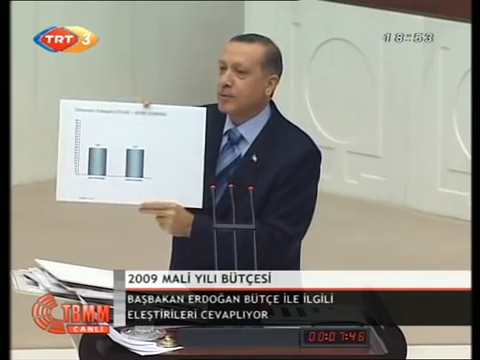 TRT 3
18:53
2009 MALİ YILI BÜTÇESİ
BAŞBAKAN ERDOĞAN BÜTÇE İLE İLGİLİ
ELEŞTİRİLERİ CEVAPLIYOR
TBMM
CANLI
00:07:46